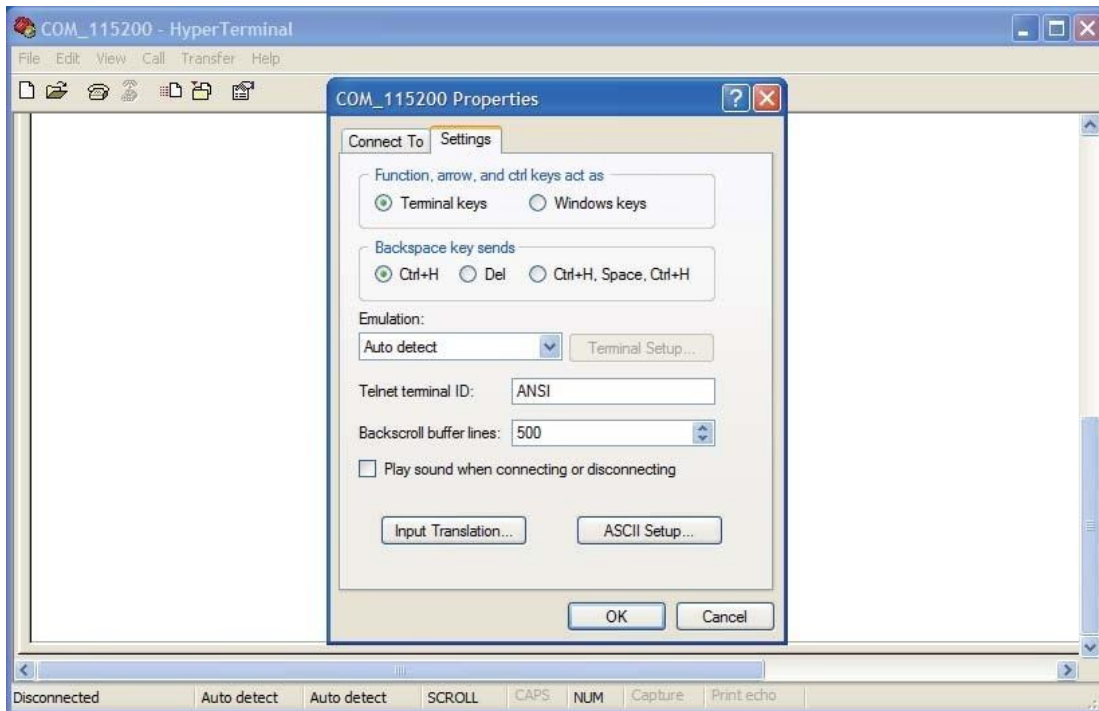 COM_115200 - HyperTerminal
File Edit View Call Transfer Help
COM_115200 Properties
Connect To Settings
Function, arrow, and ctrl keys act as
Terminal keys Windows keys
Backspace key sends
Ctrl+H Del Ctrl+H, Space, Ctrl+H
Emulation:
Auto detect Terminal Setup...
Telnet terminal ID: ANSI
Backscroll buffer lines: 500
Play sound when connecting or disconnecting
Input Translation... ASCII Setup...
OK Cancel
Disconnected Auto detect Auto detect SCROLL CAPS NUM Capture Print echo